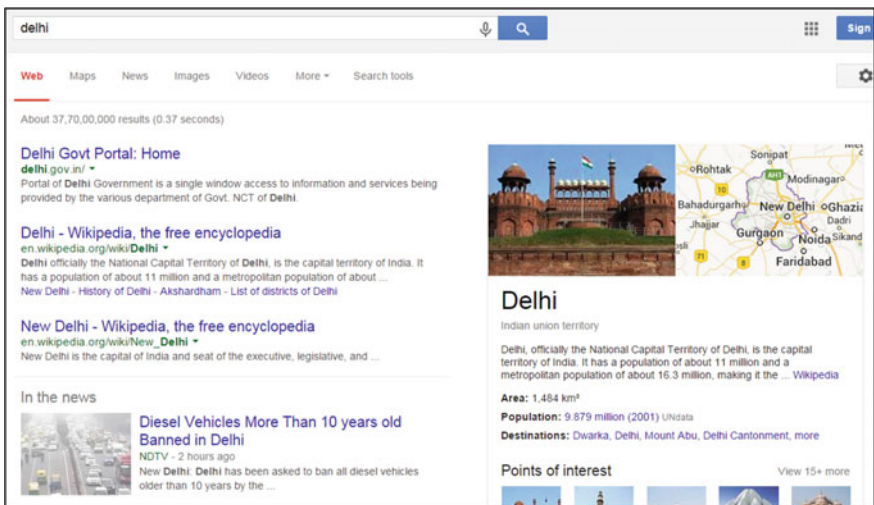 delhi
Sign
Web Maps News Images Videos More Search tools
About 37,70,00,000 results (0.37 seconds)
Delhi Govt Portal: Home
delhi.gov.in/
Portal of Delhi Government is a single window access to information and services being
provided by the various department of Govt. NCT of Delhi.
Delhi - Wikipedia, the free encyclopedia
en.wikipedia.org/wiki/Delhi
Delhi officially the National Capital Territory of Delhi, is the capital territory of India. It
has a population of about 11 million and a metropolitan population of about ...
New Delhi - History of Delhi - Akshardham - List of districts of Delhi
New Delhi - Wikipedia, the free encyclopedia
en.wikipedia.org/wiki/New_Delhi
New Delhi is the capital of India and seat of the executive, legislative, and ...
In the news
Diesel Vehicles More Than 10 years old
Banned in Delhi
NDTV - 2 hours ago
New Delhi: Delhi has been asked to ban all diesel vehicles
older than 10 years by the ...
Sonipat
Rohtak
AH1
Modinagar
10
Bahadurgarh
New Delhi
Ghazia
Dadri
Jhajjar
Gurgaon
Noida
Sikand
71
8
Faridabad
Delhi
Indian union territory
Delhi, officially the National Capital Territory of Delhi, is the capital
territory of India. It has a population of about 11 million and a
metropolitan population of about 16.3 million, making it the ... Wikipedia
Area: 1,484 km²
Population: 9.879 million (2001) UNdata
Destinations: Dwarka, Delhi, Mount Abu, Delhi Cantonment, more
Points of interest
View 15+ more